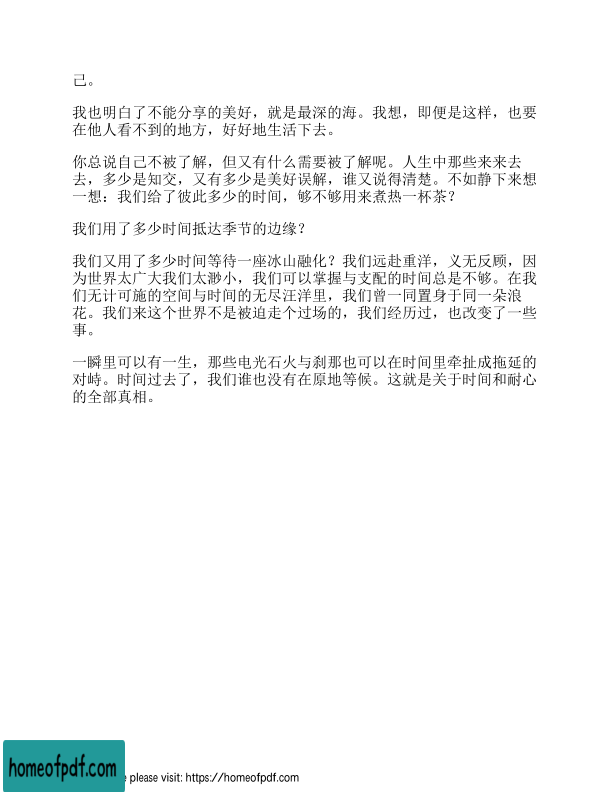 己。
我也明白了不能分享的美好，就是最深的海。我想，即便是这样，也要
在他人看不到的地方，好好地生活下去。
你总说自己不被了解，但又有什么需要被了解呢。人生中那些来来去
去，多少是知交，又有多少是美好误解，谁又说得清楚。不如静下来想
一想：我们给了彼此多少的时间，够不够用来煮热一杯茶？
我们用了多少时间抵达季节的边缘？
我们又用了多少时间等待一座冰山融化？我们远赴重洋，义无反顾，因
为世界太广大我们太渺小，我们可以掌握与支配的时间总是不够。在我
们无计可施的空间与时间的无尽汪洋里，我们曾一同置身于同一朵浪
花。我们来这个世界不是被迫走个过场的，我们经历过，也改变了一些
事。
一瞬里可以有一生，那些电光石火与刹那也可以在时间里牵扯成拖延的
对峙。时间过去了，我们谁也没有在原地等候。这就是关于时间和耐心
的全部真相。
homeofpdf.com
e please visit: https://homeofpdf.com